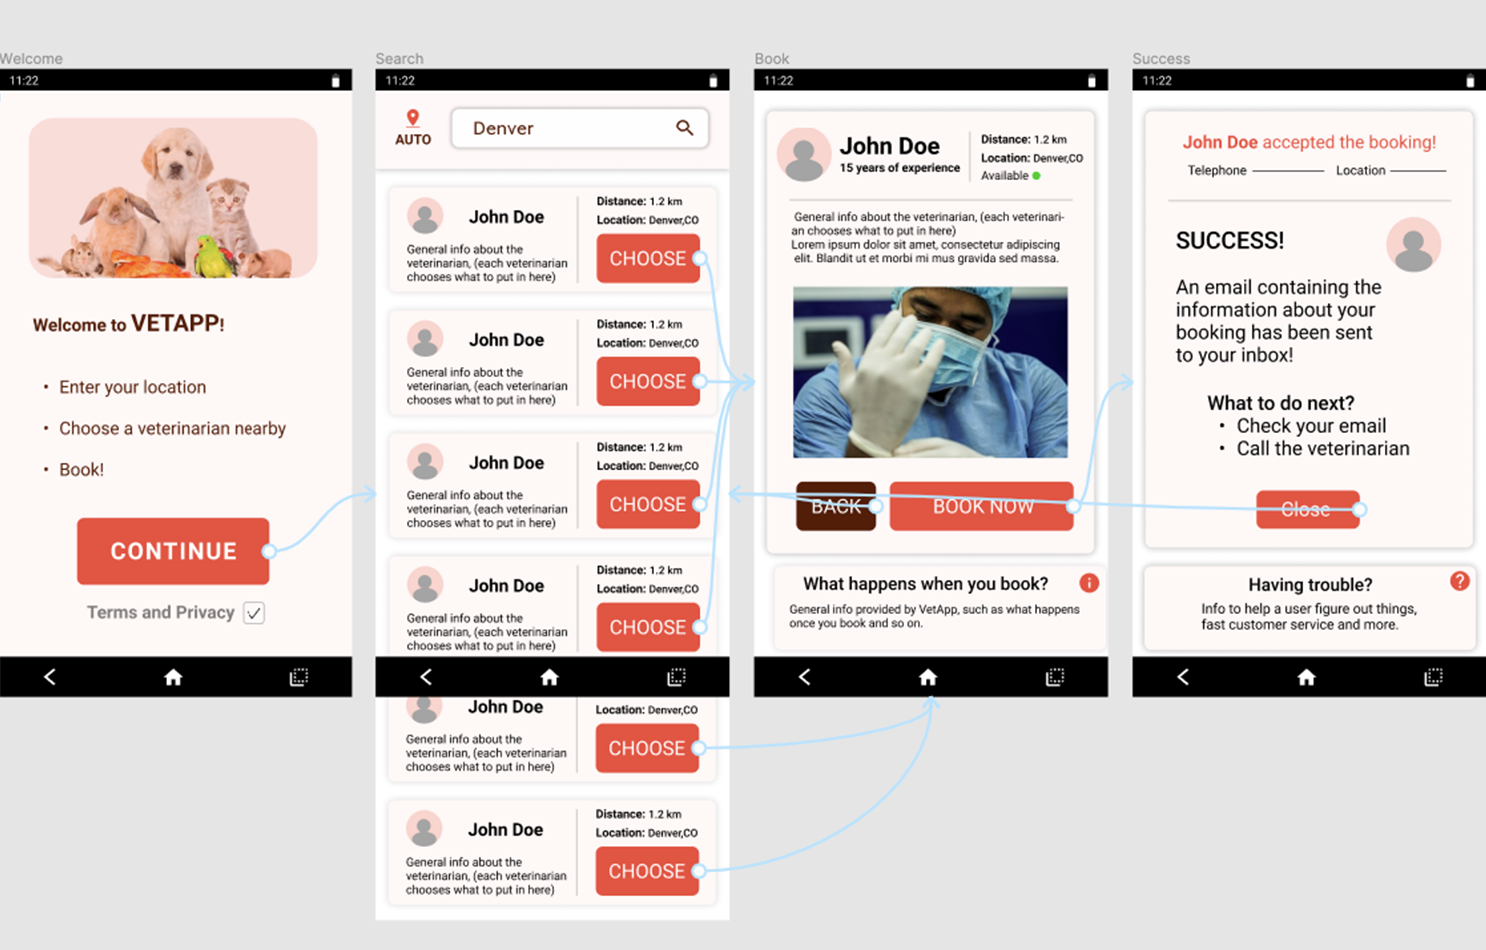 Welcome
11:22
Welcome to VETAPP!
• Enter your location
• Choose a veterinarian nearby
• Book!
CONTINUE
Terms and Privacy
Search
11:22
AUTO
Denver
John Doe
General info about the
veterinarian, (each veterinarian
chooses what to put in here)
Distance: 1.2 km
Location: Denver,CO
CHOOSE
John Doe
General info about the
veterinarian, (each veterinarian
chooses what to put in here)
Distance: 1.2 km
Location: Denver,CO
CHOOSE
John Doe
General info about the
veterinarian, (each veterinarian
chooses what to put in here)
Distance: 1.2 km
Location: Denver,CO
CHOOSE
John Doe
General info about the
veterinarian, (each veterinarian
chooses what to put in here)
Distance: 1.2 km
Location: Denver,CO
CHOOSE
John Doe
General info about the
veterinarian, (each veterinarian
chooses what to put in here)
Location: Denver,CO
CHOOSE
John Doe
General info about the
veterinarian, (each veterinarian
chooses what to put in here)
Distance: 1.2 km
Location: Denver,CO
CHOOSE
Book
11:22
John Doe
15 years of experience
Distance: 1.2 km
Location: Denver,CO
Available
General info about the veterinarian, (each veterinari-
an chooses what to put in here)
Lorem ipsum dolor sit amet, consectetur adipiscing
elit. Blandit ut et morbi mi mus gravida sed massa.
BACK
BOOK NOW
What happens when you book?
General info provided by VetApp, such as what happens
once you book and so on.
Success
11:22
John Doe accepted the booking!
Telephone
Location
SUCCESS!
An email containing the
information about your
booking has been sent
to your inbox!
What to do next?
• Check your email
• Call the veterinarian
Close
Having trouble?
?
Info to help a user figure out things,
fast customer service and more.